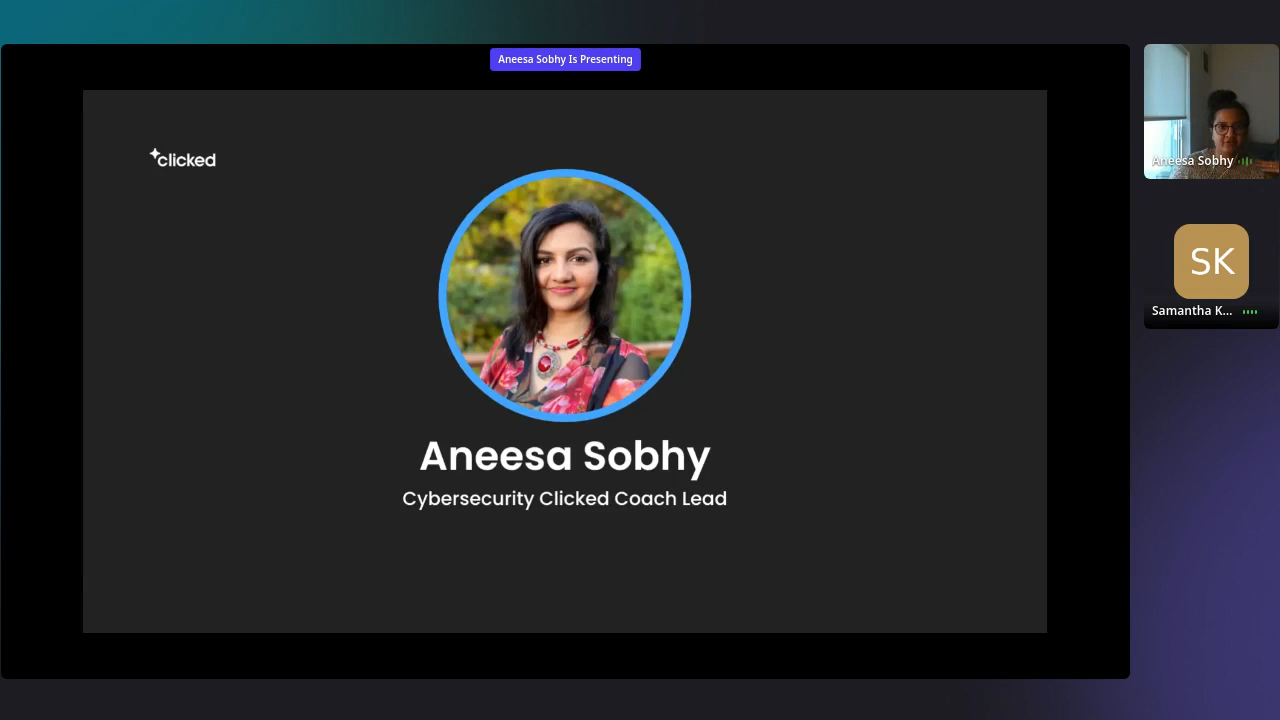 Aneesa Sobhy Is Presenting
clicked
Aneesa Sobhy
Cybersecurity Clicked Coach Lead
Aneesa Sobhy
SK
Samantha K...